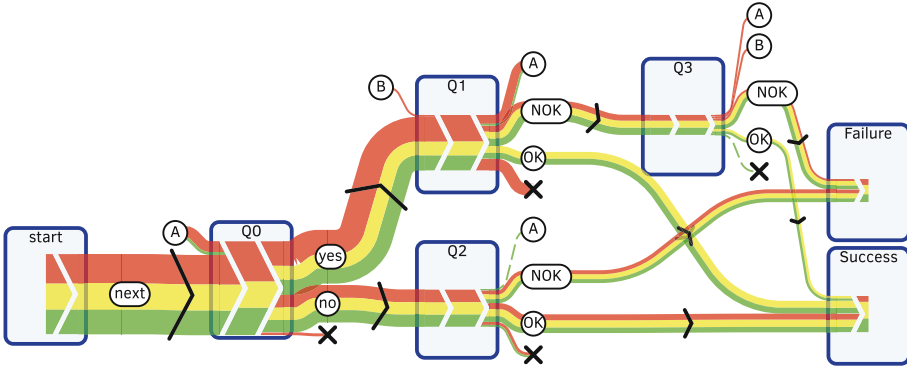 A
B
A
B
Q1
Q3
A
NOK
NOK
OK
OK
Failure
start
A
Q0
yes
Q2
A
Success
next
no
NOK
OK